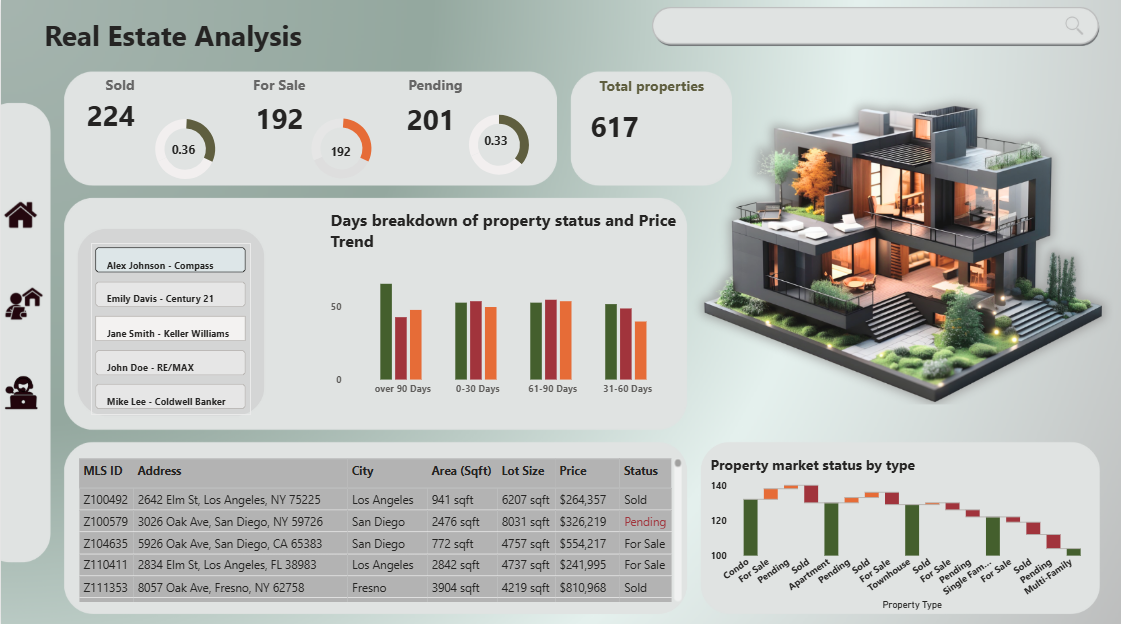 Real Estate Analysis
Sold
224
0.36
For Sale
192
192
Pending
201
0.33
Total properties
617
Days breakdown of property status and Price
Trend
Alex Johnson - Compass
Emily Davis - Century 21
Jane Smith - Keller Williams
John Doe - RE/MAX
Mike Lee - Coldwell Banker
50
0
over 90 Days 0-30 Days 61-90 Days 31-60 Days
MLS ID Address City Area (Sqft) Lot Size Price Status
Z100492 2642 Elm St, Los Angeles, NY 75225 Los Angeles 941 sqft 6207 sqft $264,357 Sold
Z100579 3026 Oak Ave, San Diego, NY 59726 San Diego 2476 sqft 8031 sqft $326,219 Pending
Z104635 5926 Oak Ave, San Diego, CA 65383 San Diego 772 sqft 4757 sqft $554,217 For Sale
Z110411 2834 Elm St, Los Angeles, FL 38983 Los Angeles 2842 sqft 4737 sqft $241,995 For Sale
Z111353 8057 Oak Ave, Fresno, NY 62758 Fresno 3904 sqft 4219 sqft $810,968 Sold
Property market status by type
140
120
100
Condo
For Sale
Pending
Sold
Apartment
Pending
Sold
For Sale
Townhouse
Sold
For Sale
Pending
Single Fam...
For Sale
Sold
Pending
Multi-Family
Property Type